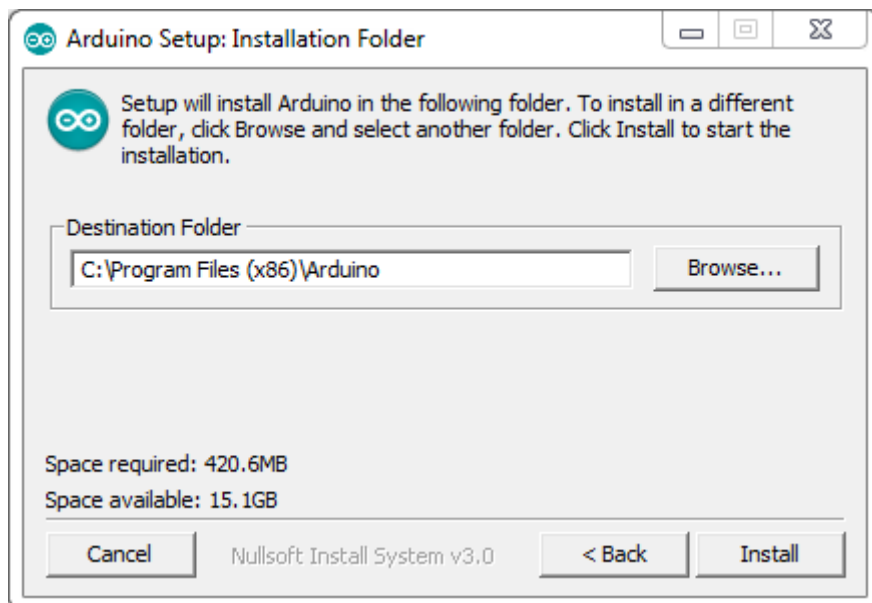 Arduino Setup: Installation Folder
Setup will install Arduino in the following folder. To install in a different
folder, click Browse and select another folder. Click Install to start the
installation.
Destination Folder
C:\Program Files (x86)\Arduino
Browse...
Space required: 420.6MB
Space available: 15.1GB
Cancel
Nullsoft Install System v3.0
< Back
Install